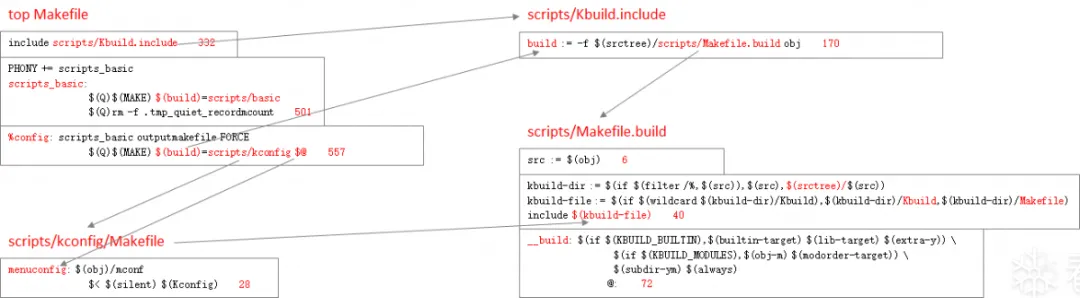 top Makefile
include scripts/Kbuild.include 332
PHONY += scripts_basic
scripts_basic:
$(Q)$(MAKE) $(build)=scripts/basic
$(Q)rm -f .tmp_quiet_recordmcount 501
%config: scripts_basic outputmakefile FORCE
$(Q)$(MAKE) $(build)=scripts/kconfig $@ 557
scripts/kconfig/Makefile
menuconfig: $(obj)/mconf
$< $(silent) $(Kconfig) 28
scripts/Kbuild.include
build := -f $(srctree)/scripts/Makefile.build obj 170
scripts/Makefile.build
src := $(obj) 6
kbuild-dir := $(if $(filter /%,$(src)),$(src),$(srctree)/$(src))
kbuild-file := $(if $(wildcard $(kbuild-dir)/Kbuild),$(kbuild-dir)/Kbuild,$(kbuild-dir)/Makefile)
include $(kbuild-file) 40
__build: $(if $(KBUILD_BUILTIN),$(builtin-target) $(lib-target) $(extra-y)) \
$(if $(KBUILD_MODULES),$(obj-m) $(modorder-target)) \
$(subdir-ym) $(always)
@: 72